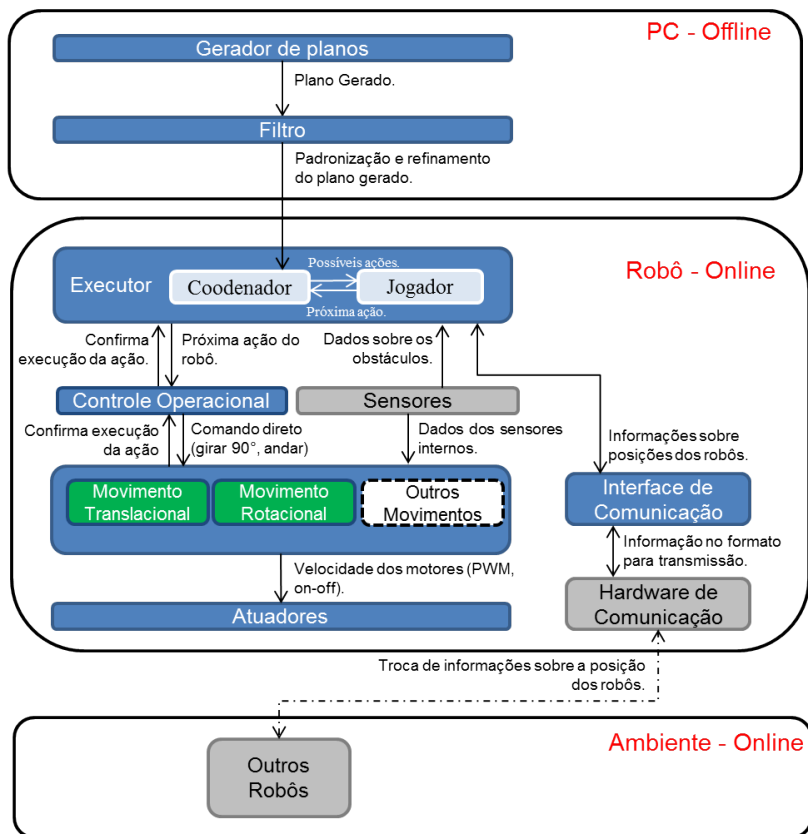 PC - Offline
Gerador de planos
Plano Gerado.
Filtro
Padronização e refinamento
do plano gerado.
Robô - Online
Executor
Possíveis ações.
Coodenador
Jogador
Próxima ação.
Confirma
execução da ação.
Próxima ação do
robô.
Dados sobre os
obstáculos.
Controle Operacional
Sensores
Confirma execução
da ação
Comando direto
(girar 90°, andar)
Dados dos sensores
internos.
Informações sobre
posições dos robôs.
Movimento
Translacional
Movimento
Rotacional
Outros
Movimentos
Interface de
Comunicação
Informação no formato
para transmissão.
Velocidade dos motores (PWM,
on-off).
Atuadores
Hardware de
Comunicação
Troca de informações sobre a posição
dos robôs.
Ambiente - Online
Outros
Robôs